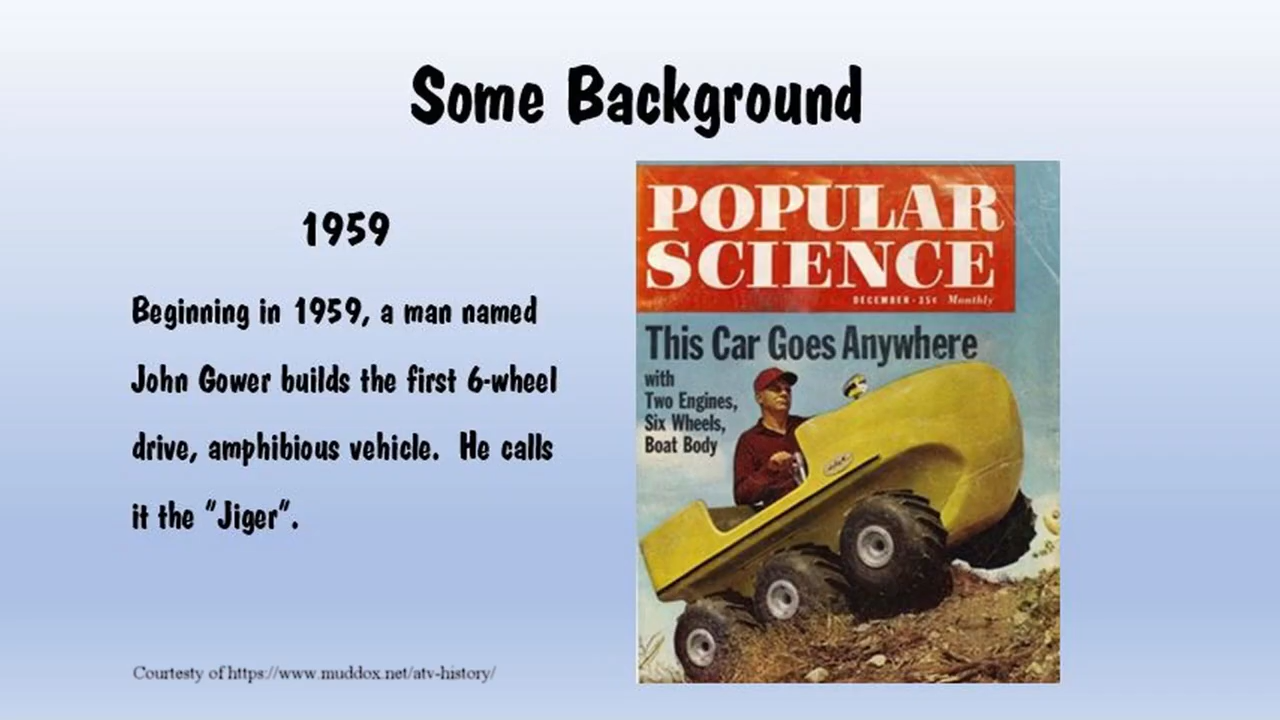 Some Background
1959
Beginning in 1959, a man named
John Gower builds the first 6-wheel
drive, amphibious vehicle.  He calls
it the "Jiger".
Courtesty of https://www.muddox.net/atv-history/
POPULAR
SCIENCE
DECEMBER · 35¢ Monthly
This Car Goes Anywhere
with
Two Engines,
Six Wheels,
Boat Body